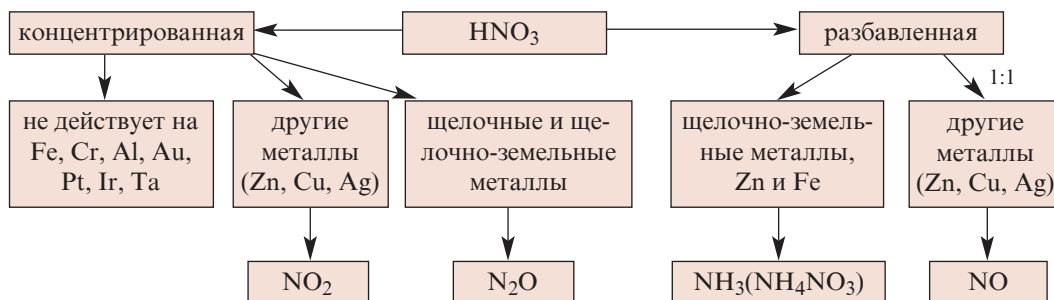 концентрированная
HNO₃
разбавленная
1:1
не действует на
Fe, Cr, Al, Au,
Pt, Ir, Ta
другие
металлы
(Zn, Cu, Ag)
щелочные и ще-
лочно-земельные
металлы
щелочно-земель-
ные металлы,
Zn и Fe
другие
металлы
(Zn, Cu, Ag)
NO₂
N₂O
NH₃(NH₄NO₃)
NO